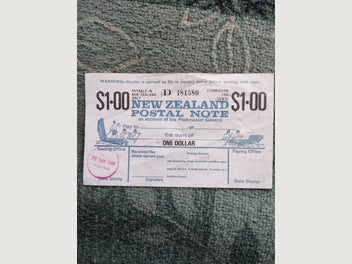 WARNING—Sender is advised to fill in payee's name before parting with note.
$1·00
PAYABLE IN
NEW ZEALAND
ONLY
D 481580
COMMISSION
CENTS
$1·00
NEW ZEALAND
POSTAL NOTE
on account of the Postmaster General
Pay to
at
the sum of
ONE DOLLAR
Issuing Office
Paying Office
Received the
above-named sum
Date Stamp
Signature
Date Stamp